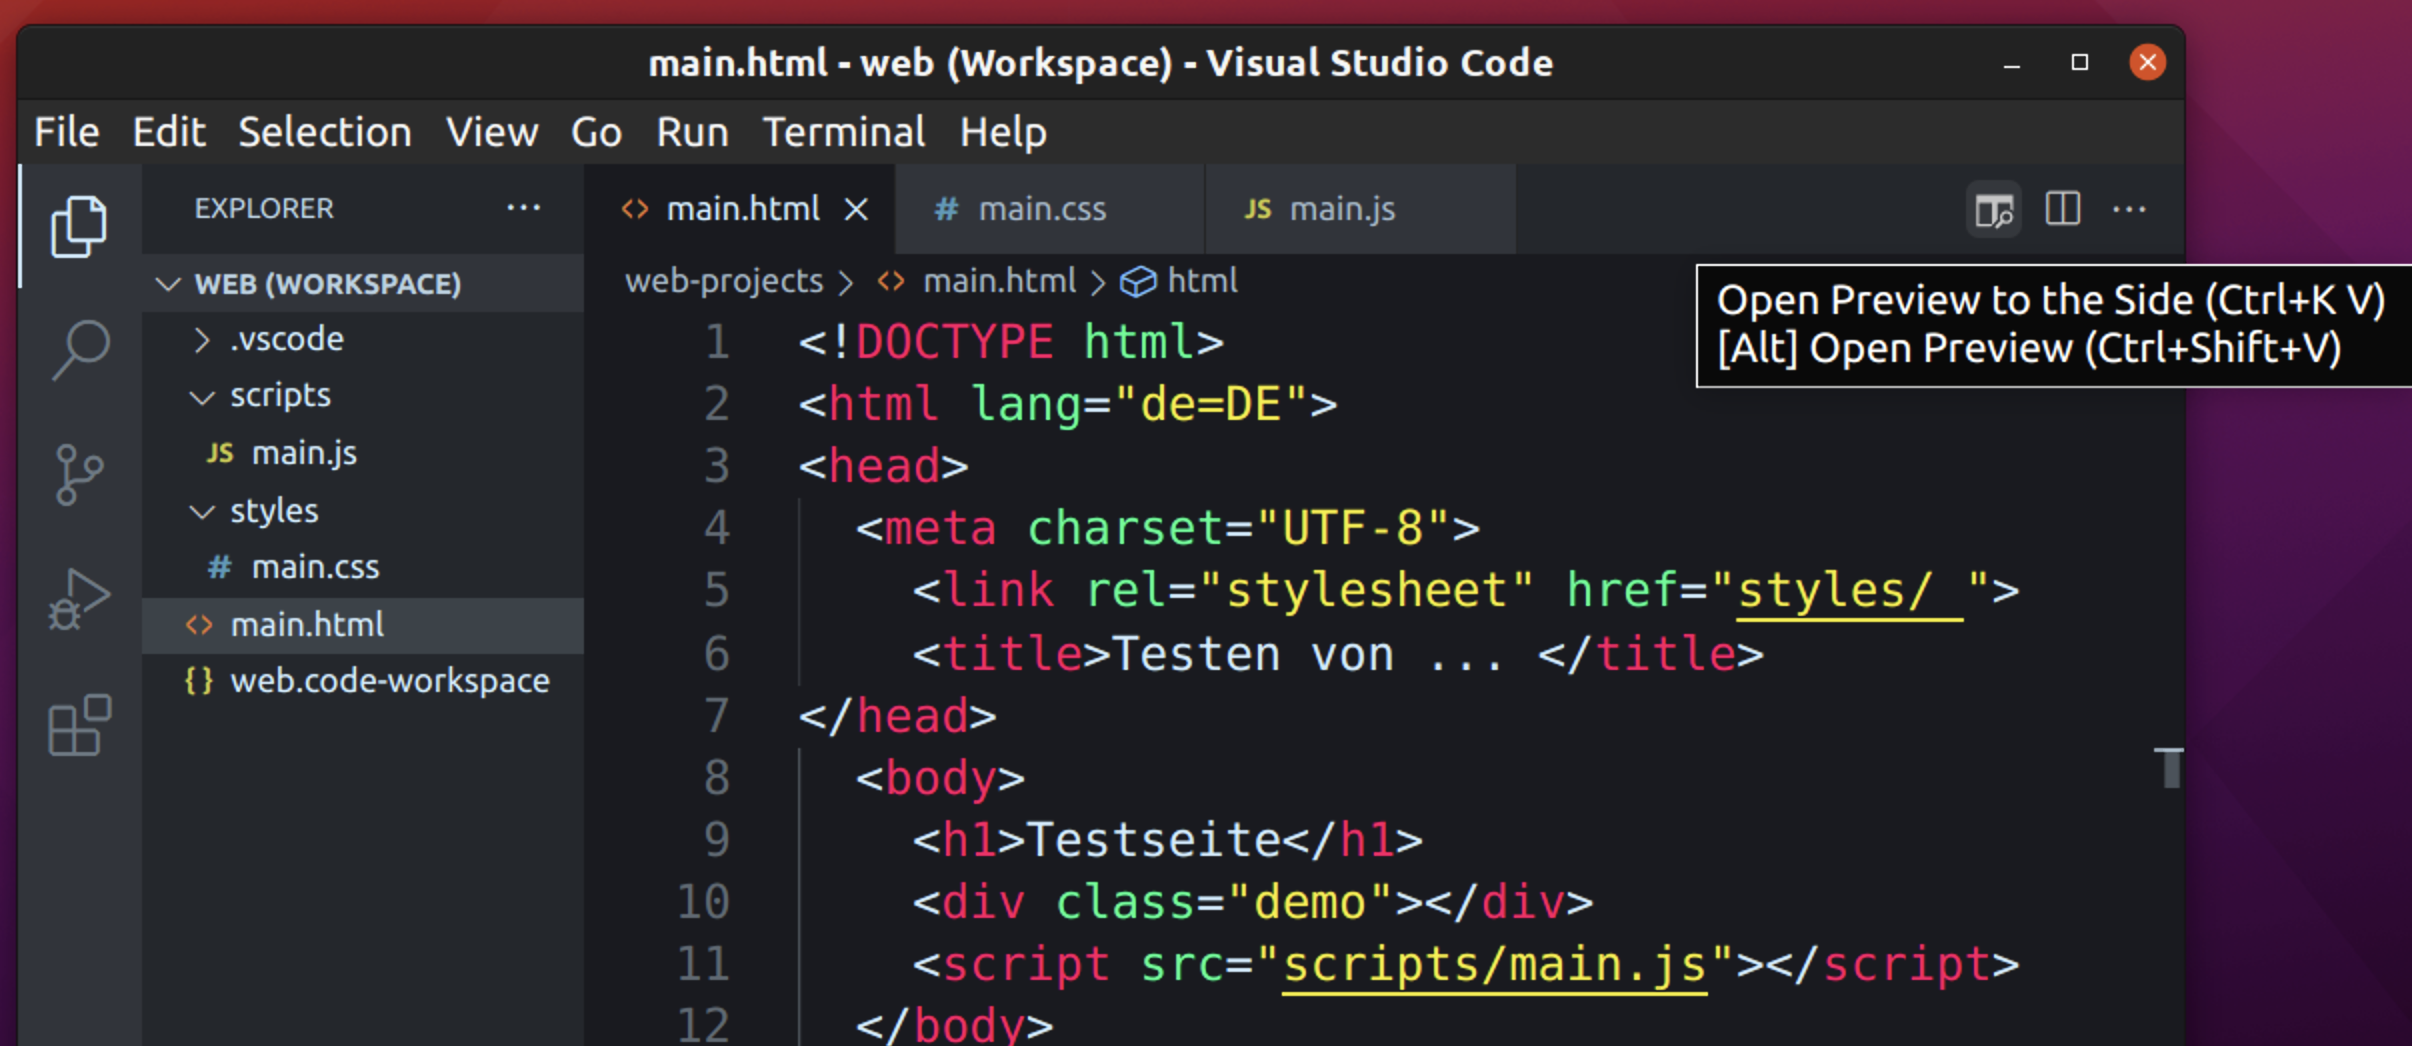 main.html - web (Workspace) - Visual Studio Code
File Edit Selection View Go Run Terminal Help
EXPLORER ···
WEB (WORKSPACE)
.vscode
scripts
JS main.js
styles
# main.css
<> main.html
{} web.code-workspace
<> main.html × # main.css JS main.js ···
web-projects > <> main.html > html
Open Preview to the Side (Ctrl+K V)
[Alt] Open Preview (Ctrl+Shift+V)
1 <!DOCTYPE html>
2 <html lang="de=DE">
3 <head>
4 <meta charset="UTF-8">
5 <link rel="stylesheet" href="styles/ ">
6 <title>Testen von ... </title>
7 </head>
8 <body>
9 <h1>Testseite</h1>
10 <div class="demo"></div>
11 <script src="scripts/main.js"></script>
12 </body>